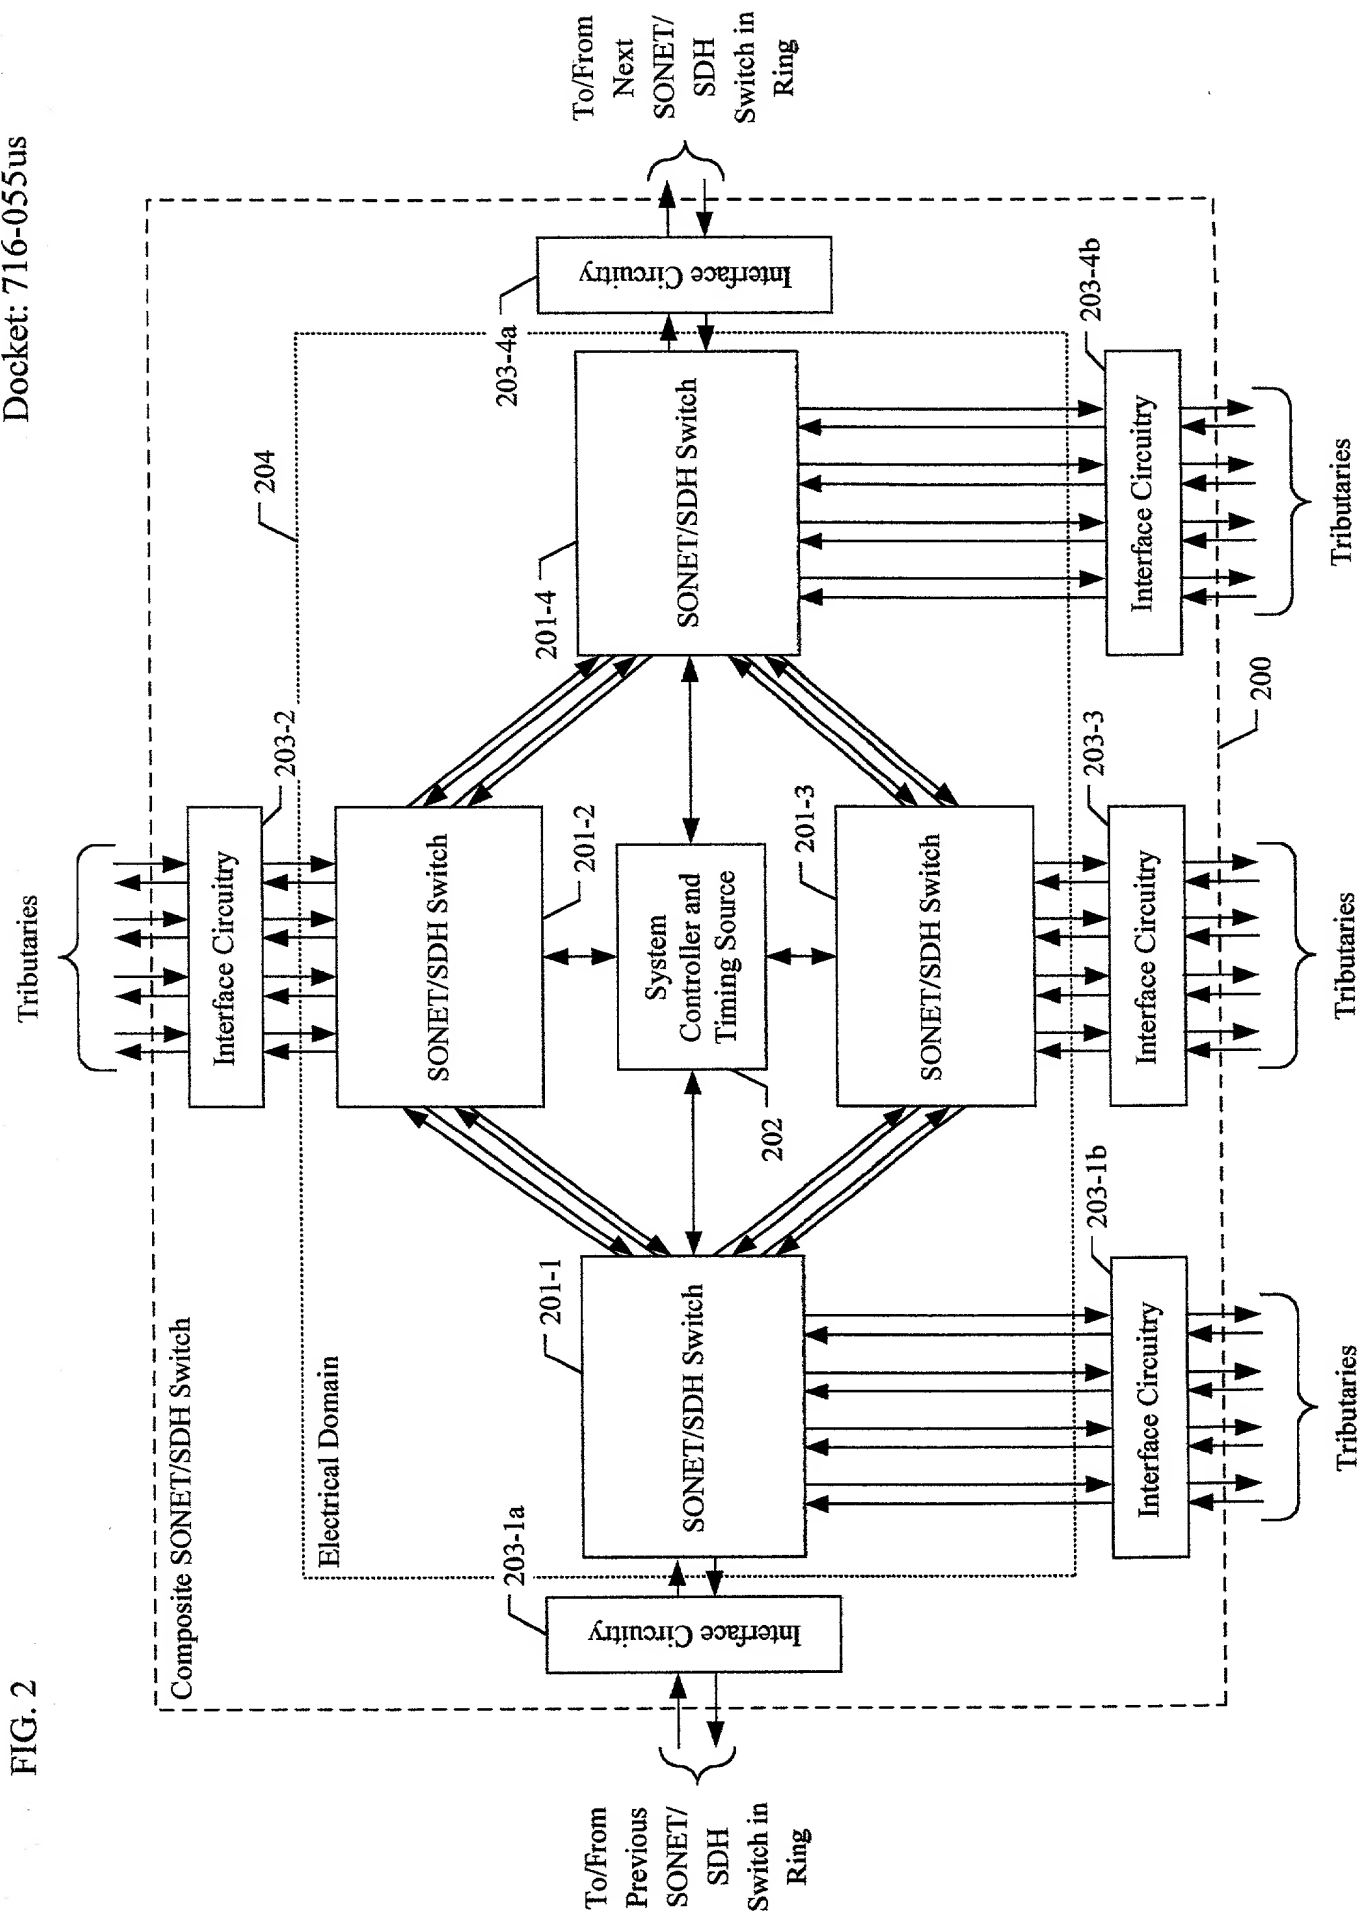 FIG. 2
Docket: 716-055us
Composite SONET/SDH Switch
Tributaries
Interface Circuitry
203-2
204
Electrical Domain
SONET/SDH Switch
201-2
To/From
Previous
SONET/
SDH
Switch in
Ring
203-1a
Interface Circuitry
201-1
SONET/SDH Switch
System
Controller and
Timing Source
202
201-4
SONET/SDH Switch
203-4a
Interface Circuitry
To/From
Next
SONET/
SDH
Switch in
Ring
201-3
SONET/SDH Switch
203-1b
Interface Circuitry
Tributaries
203-3
Interface Circuitry
Tributaries
203-4b
Interface Circuitry
Tributaries
200